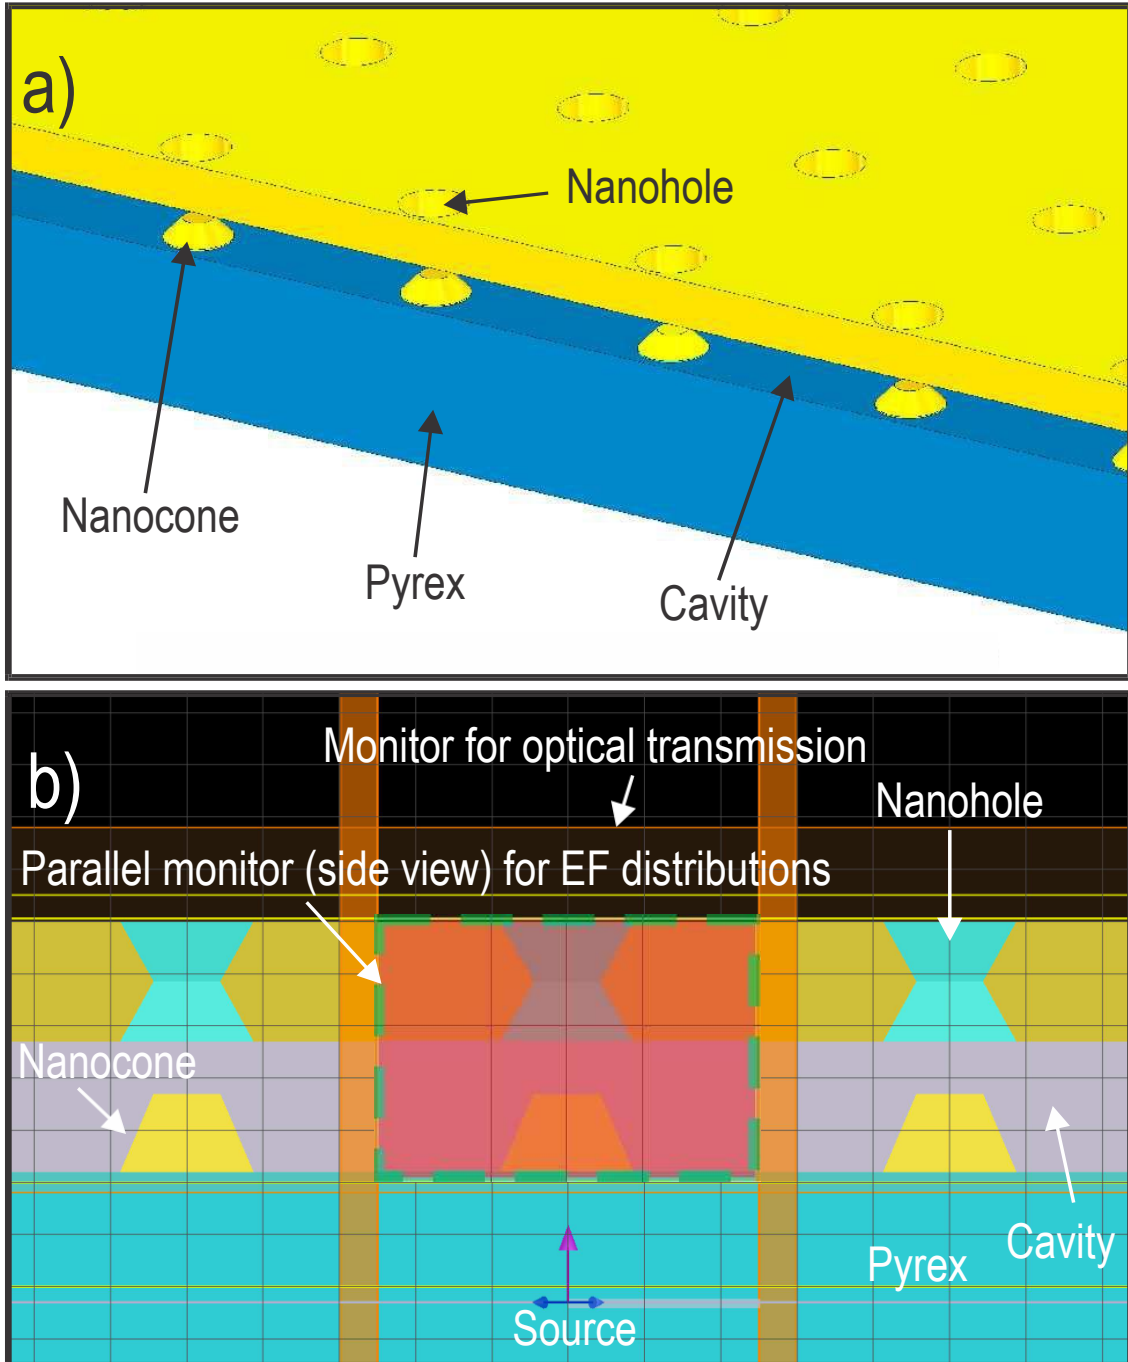 a)
Nanohole
Nanocone
Pyrex
Cavity
b)
Monitor for optical transmission
Nanohole
Parallel monitor (side view) for EF distributions
Nanocone
Cavity
Pyrex
Source